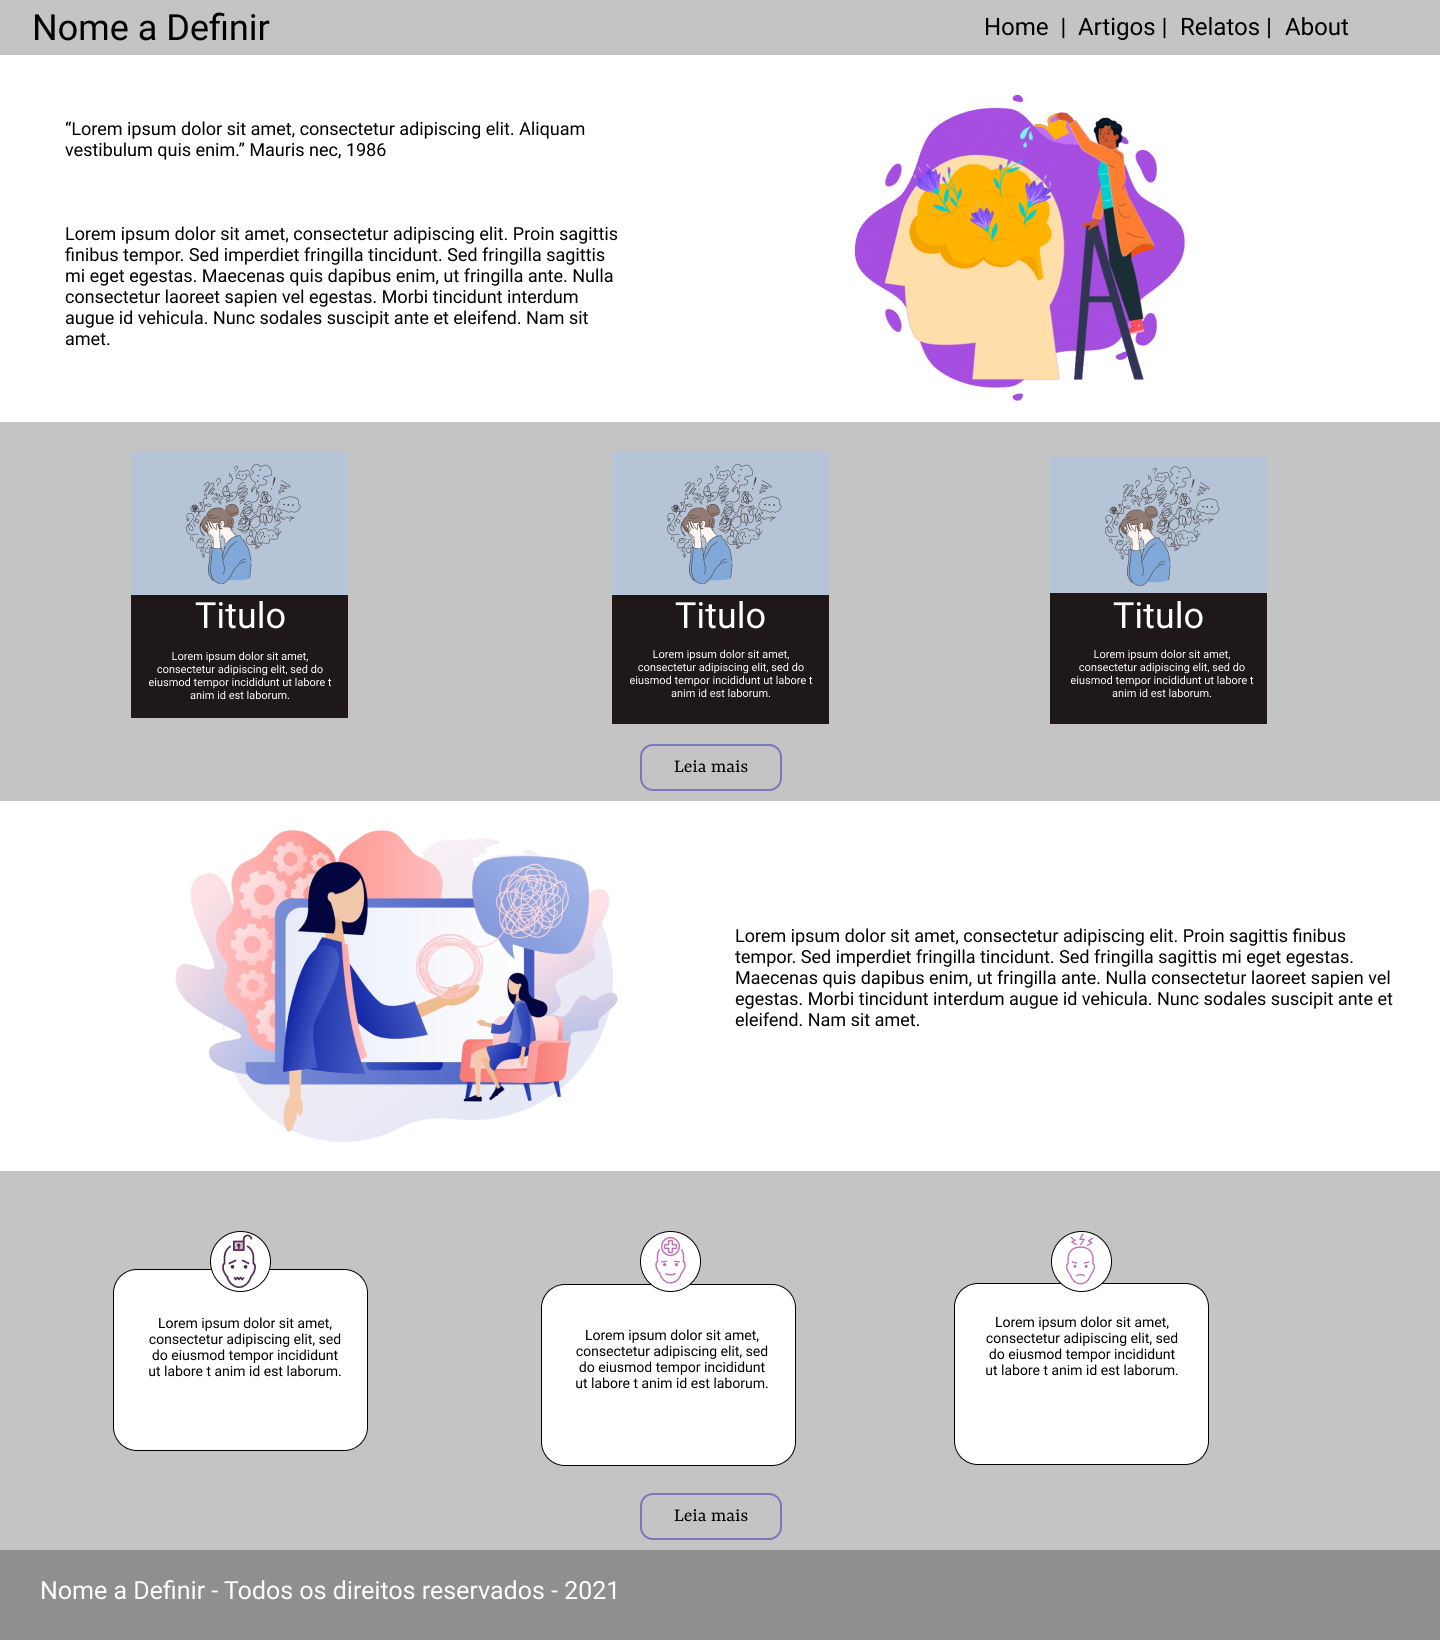 Nome a Definir
Home | Artigos | Relatos | About
“Lorem ipsum dolor sit amet, consectetur adipiscing elit. Aliquam
vestibulum quis enim.” Mauris nec, 1986
Lorem ipsum dolor sit amet, consectetur adipiscing elit. Proin sagittis
finibus tempor. Sed imperdiet fringilla tincidunt. Sed fringilla sagittis
mi eget egestas. Maecenas quis dapibus enim, ut fringilla ante. Nulla
consectetur laoreet sapien vel egestas. Morbi tincidunt interdum
augue id vehicula. Nunc sodales suscipit ante et eleifend. Nam sit
amet.
Titulo
Lorem ipsum dolor sit amet,
consectetur adipiscing elit, sed do
eiusmod tempor incididunt ut labore t
anim id est laborum.
Titulo
Lorem ipsum dolor sit amet,
consectetur adipiscing elit, sed do
eiusmod tempor incididunt ut labore t
anim id est laborum.
Titulo
Lorem ipsum dolor sit amet,
consectetur adipiscing elit, sed do
eiusmod tempor incididunt ut labore t
anim id est laborum.
Leia mais
Lorem ipsum dolor sit amet, consectetur adipiscing elit. Proin sagittis finibus
tempor. Sed imperdiet fringilla tincidunt. Sed fringilla sagittis mi eget egestas.
Maecenas quis dapibus enim, ut fringilla ante. Nulla consectetur laoreet sapien vel
egestas. Morbi tincidunt interdum augue id vehicula. Nunc sodales suscipit ante et
eleifend. Nam sit amet.
Lorem ipsum dolor sit amet,
consectetur adipiscing elit, sed
do eiusmod tempor incididunt
ut labore t anim id est laborum.
Lorem ipsum dolor sit amet,
consectetur adipiscing elit, sed
do eiusmod tempor incididunt
ut labore t anim id est laborum.
Lorem ipsum dolor sit amet,
consectetur adipiscing elit, sed
do eiusmod tempor incididunt
ut labore t anim id est laborum.
Leia mais
Nome a Definir - Todos os direitos reservados - 2021